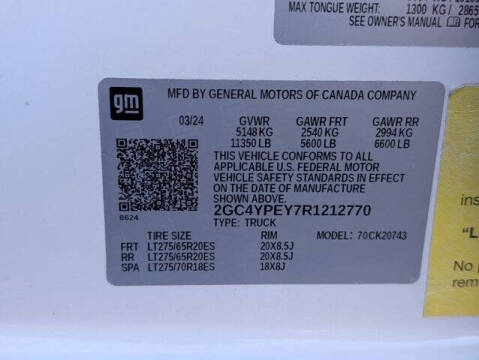 MAX TONGUE WEIGHT: 1300 KG / 2865
SEE OWNER'S MANUAL FOR
gm
MFD BY GENERAL MOTORS OF CANADA COMPANY
03/24 GVWR GAWR FRT GAWR RR
5148 KG 2540 KG 2994 KG
11350 LB 5600 LB 6600 LB
THIS VEHICLE CONFORMS TO ALL
APPLICABLE U.S. FEDERAL MOTOR
VEHICLE SAFETY STANDARDS IN
EFFECT ON THE DATE OF
MANUFACTURE SHOWN ABOVE.
2GC4YPEY7R1212770
8624 TYPE: TRUCK
TIRE SIZE RIM MODEL: 70CK20743
FRT LT275/65R20ES 20X8.5J
RR LT275/65R20ES 20X8.5J
SPA LT275/70R18ES 18X8J
ins
"L
No p
rem